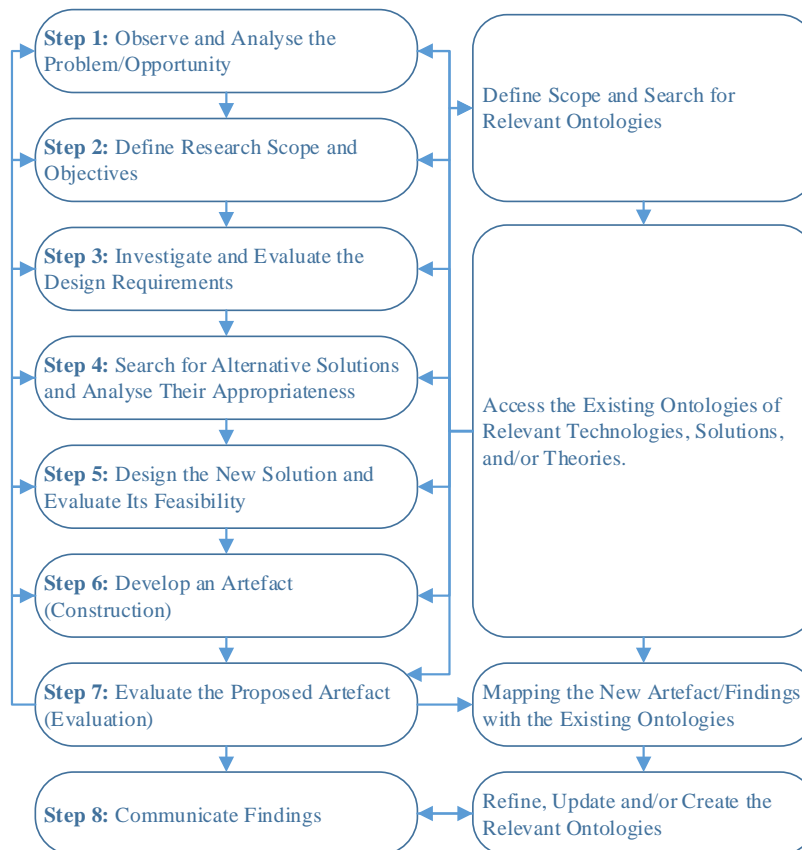 Step 1: Observe and Analyse the
Problem/Opportunity
Step 2: Define Research Scope and
Objectives
Step 3: Investigate and Evaluate the
Design Requirements
Step 4: Search for Alternative Solutions
and Analyse Their Appropriateness
Step 5: Design the New Solution and
Evaluate Its Feasibility
Step 6: Develop an Artefact
(Construction)
Step 7: Evaluate the Proposed Artefact
(Evaluation)
Step 8: Communicate Findings
Define Scope and Search for
Relevant Ontologies
Access the Existing Ontologies of
Relevant Technologies, Solutions,
and/or Theories.
Mapping the New Artefact/Findings
with the Existing Ontologies
Refine, Update and/or Create the
Relevant Ontologies